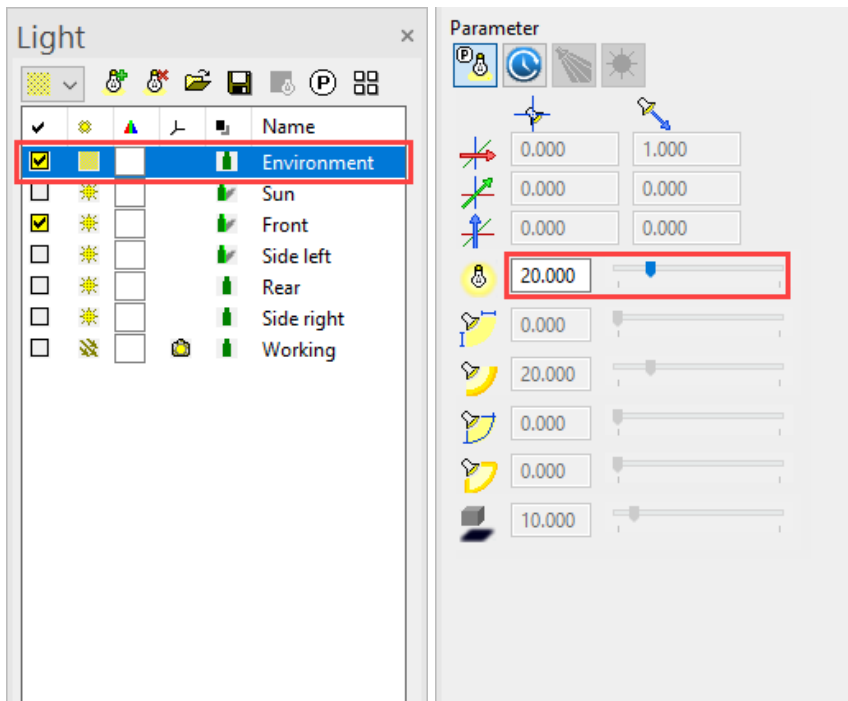 Light
Name
Environment
Sun
Front
Side left
Rear
Side right
Working
Parameter
P
P
0.000 1.000
0.000 0.000
0.000 0.000
20.000
0.000
20.000
0.000
0.000
10.000